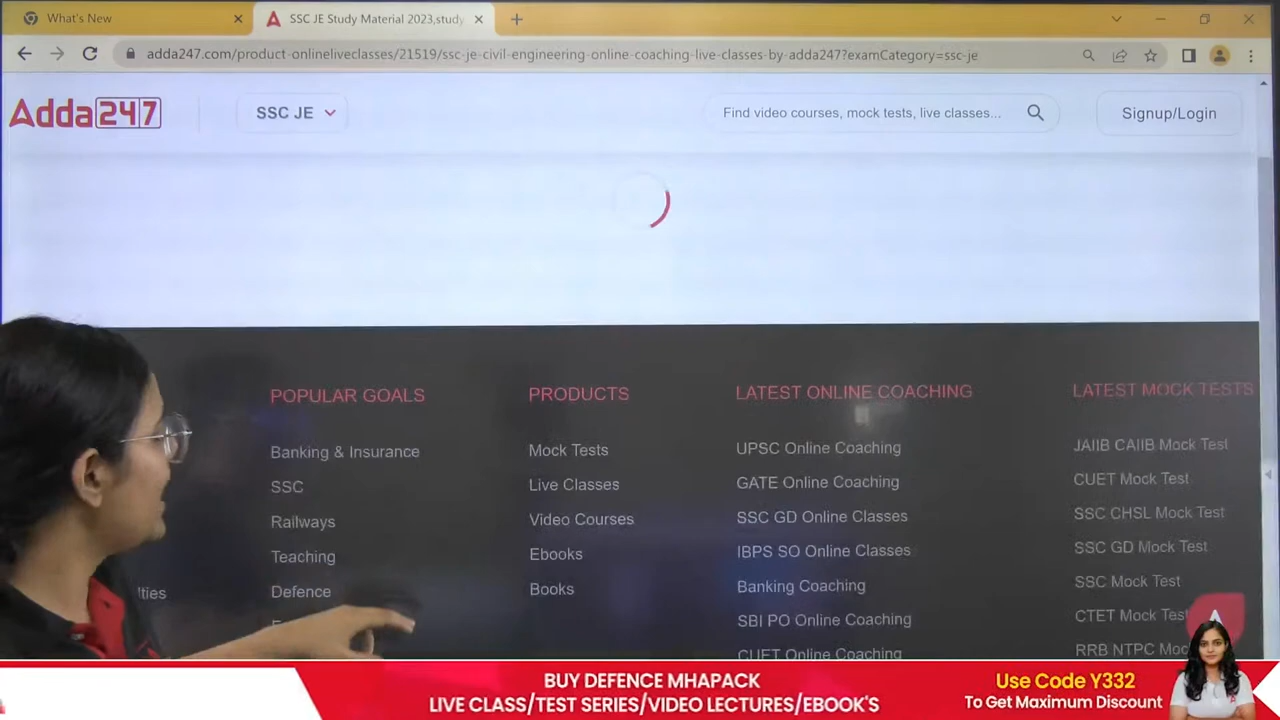 What's New
SSC JE Study Material 2023,study
adda247.com/product-onlineliveclasses/21519/ssc-je-civil-engineering-online-coaching-live-classes-by-adda247?examCategory=ssc-je
Adda247
SSC JE
Find video courses, mock tests, live classes...
Signup/Login
POPULAR GOALS
Banking & Insurance
SSC
Railways
Teaching
Defence
lties
PRODUCTS
Mock Tests
Live Classes
Video Courses
Ebooks
Books
LATEST ONLINE COACHING
UPSC Online Coaching
GATE Online Coaching
SSC GD Online Classes
IBPS SO Online Classes
Banking Coaching
SBI PO Online Coaching
CUET Online Coaching
LATEST MOCK TESTS
JAIIB CAIIB Mock Test
CUET Mock Test
SSC CHSL Mock Test
SSC GD Mock Test
SSC Mock Test
CTET Mock Test
RRB NTPC Moc
BUY DEFENCE MHAPACK
LIVE CLASS/TEST SERIES/VIDEO LECTURES/EBOOK'S
Use Code Y332
To Get Maximum Discount